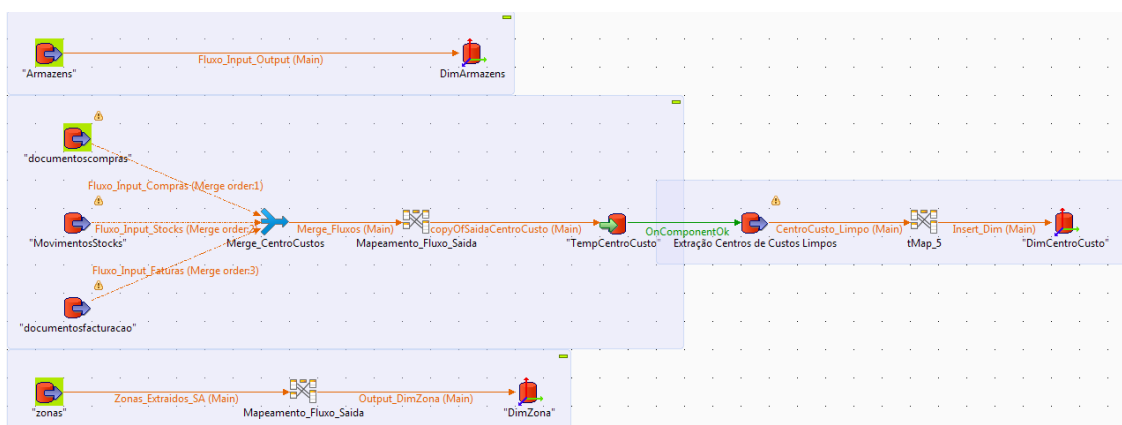 Fluxo_Input_Output (Main)
"Armazens"
DimArmazens
"documentoscompras"
Fluxo_Input_Compras (Merge order:1)
Fluxo_Input_Stocks (Merge order:2)
"MovimentosStocks"
Merge_CentroCustos
Merge_Fluxos (Main)
Mapeamento_Fluxo_Saida
copyOfSaidaCentroCusto (Main)
"TempCentroCusto"
OnComponentOk
Extração Centros de Custos Limpos
CentroCusto_Limpo (Main)
tMap_5
Insert_Dim (Main)
"DimCentroCusto"
Fluxo_Input_Faturas (Merge order:3)
"documentosfacturacao"
Zonas_Extraidos_SA (Main)
Output_DimZona (Main)
"zonas"
Mapeamento_Fluxo_Saida
"DimZona"